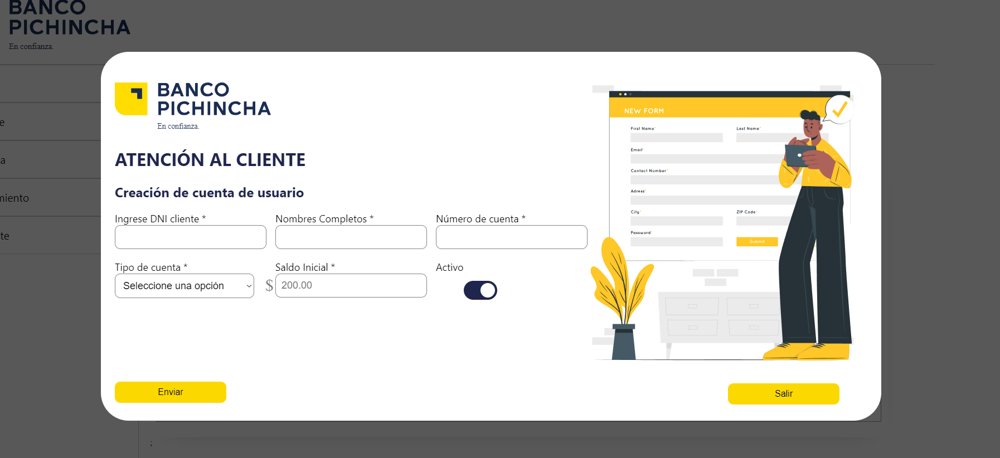 BANCO
PICHINCHA
En confianza.
e
a
miento
te
BANCO
PICHINCHA
En confianza.
ATENCIÓN AL CLIENTE
Creación de cuenta de usuario
Ingrese DNI cliente * Nombres Completos * Número de cuenta *
Tipo de cuenta * Saldo Inicial * Activo
Seleccione una opción $ 200.00
Enviar Salir
NEW FORM
First Name* Last Name*
Email*
Contact Number*
Adress*
City* ZIP Code*
Password*
Submit
;